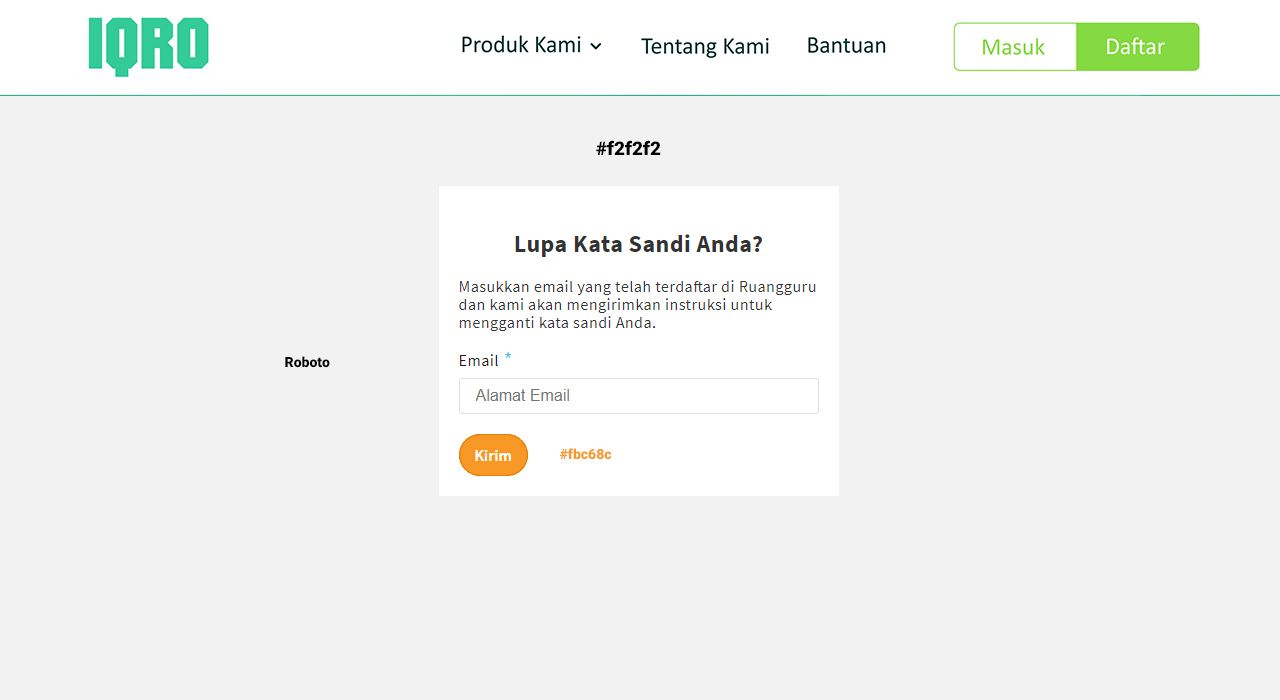 IQRO
Produk Kami
Tentang Kami
Bantuan
Masuk
Daftar
#f2f2f2
Lupa Kata Sandi Anda?
Masukkan email yang telah terdaftar di Ruangguru
dan kami akan mengirimkan instruksi untuk
mengganti kata sandi Anda.
Roboto
Email *
Alamat Email
Kirim
#fbc68c